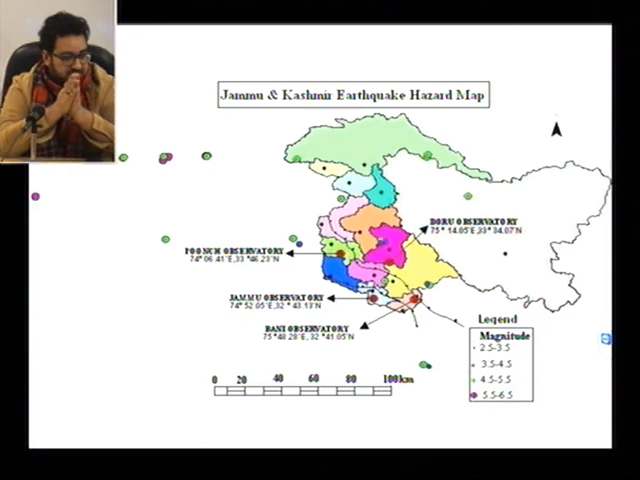 Jammu & Kashmir Earthquake Hazard Map
DORU OBSERVATORY
75° 14.05'E,33° 34.07'N
POONCH OBSERVATORY
74° 06.41'E,33° 46.23'N
JAMMU OBSERVATORY
74° 52.05'E,32° 43.13'N
BANI OBSERVATORY
75°48.28'E, 32°41.05'N
Legend
Magnitude
2.5-3.5
3.5-4.5
4.5-5.5
5.5-6.5
0 20 40 60 80 100km